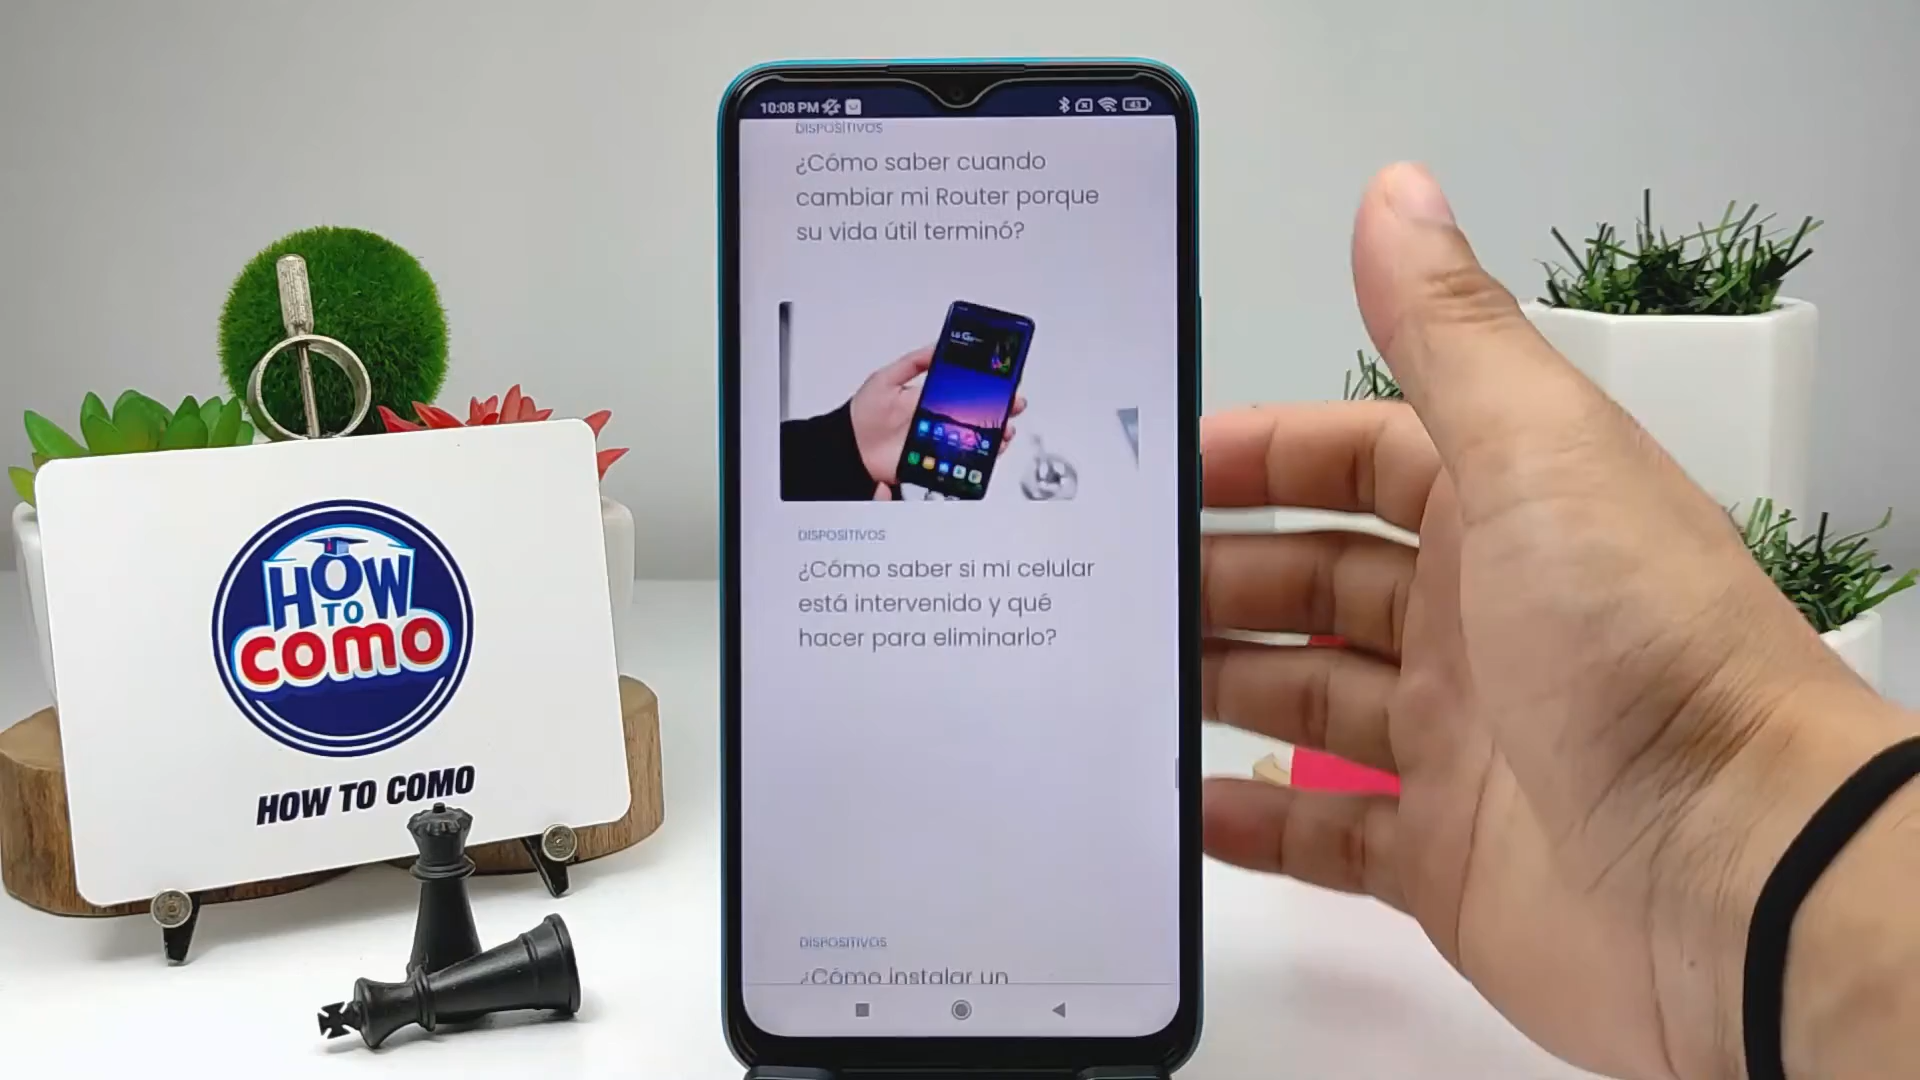 10:08 PM
43
DISPOSITIVOS
¿Cómo saber cuando
cambiar mi Router porque
su vida útil terminó?
DISPOSITIVOS
¿Cómo saber si mi celular
está intervenido y qué
hacer para eliminarlo?
DISPOSITIVOS
¿Cómo instalar un
HOW
TO
COMO
HOW TO COMO